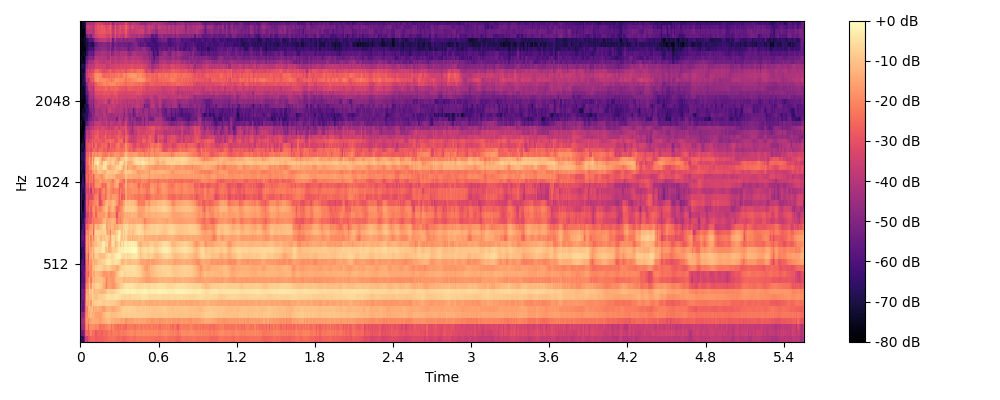 +0 dB
-10 dB
2048
-20 dB
-30 dB
Hz
1024
-40 dB
-50 dB
512
-60 dB
-70 dB
-80 dB
0 0.6 1.2 1.8 2.4 3 3.6 4.2 4.8 5.4
Time